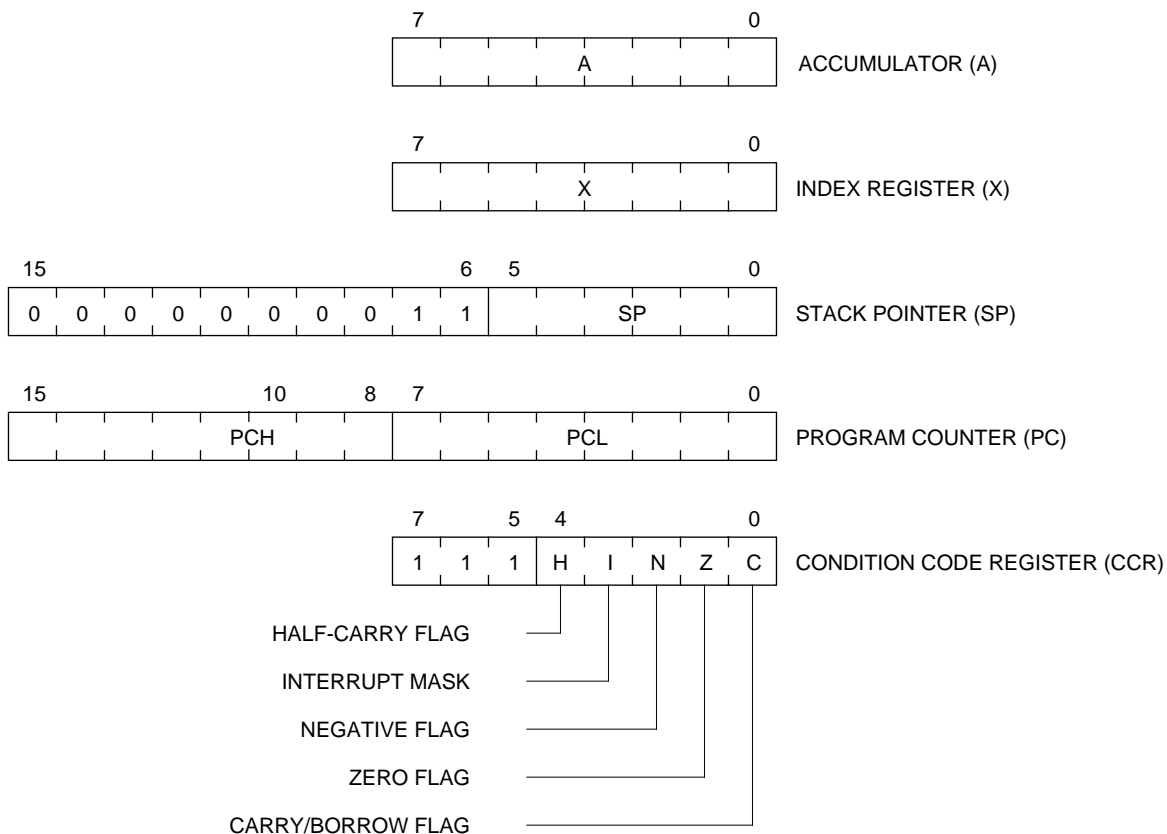 7 0
A ACCUMULATOR (A)
7 0
X INDEX REGISTER (X)
15 6 5 0
0 0 0 0 0 0 0 0 1 1 SP STACK POINTER (SP)
15 10 8 7 0
PCH PCL PROGRAM COUNTER (PC)
7 5 4 0
1 1 1 H I N Z C CONDITION CODE REGISTER (CCR)
HALF-CARRY FLAG
INTERRUPT MASK
NEGATIVE FLAG
ZERO FLAG
CARRY/BORROW FLAG